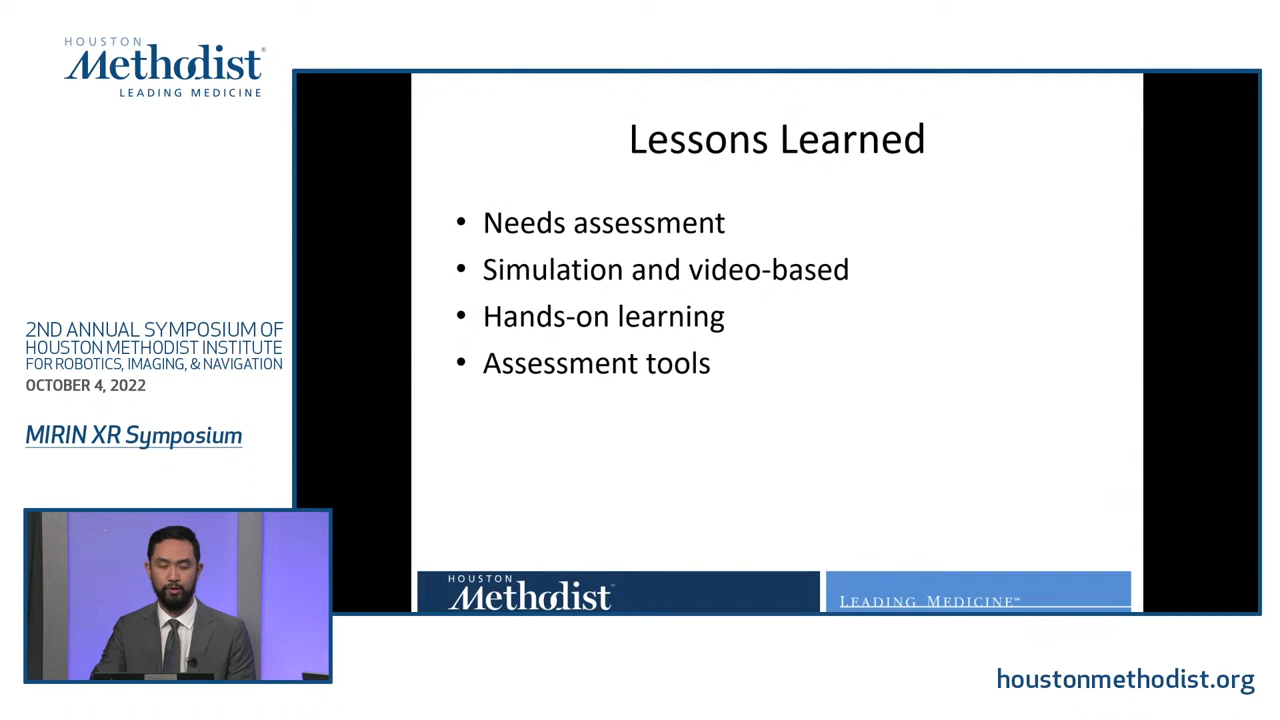 HOUSTON
Methodist®
LEADING MEDICINE
2ND ANNUAL SYMPOSIUM OF
HOUSTON METHODIST INSTITUTE
FOR ROBOTICS, IMAGING, & NAVIGATION
OCTOBER 4, 2022
MIRIN XR Symposium
Lessons Learned
• Needs assessment
• Simulation and video-based
• Hands-on learning
• Assessment tools
HOUSTON
Methodist™
LEADING MEDICINE™
houstonmethodist.org